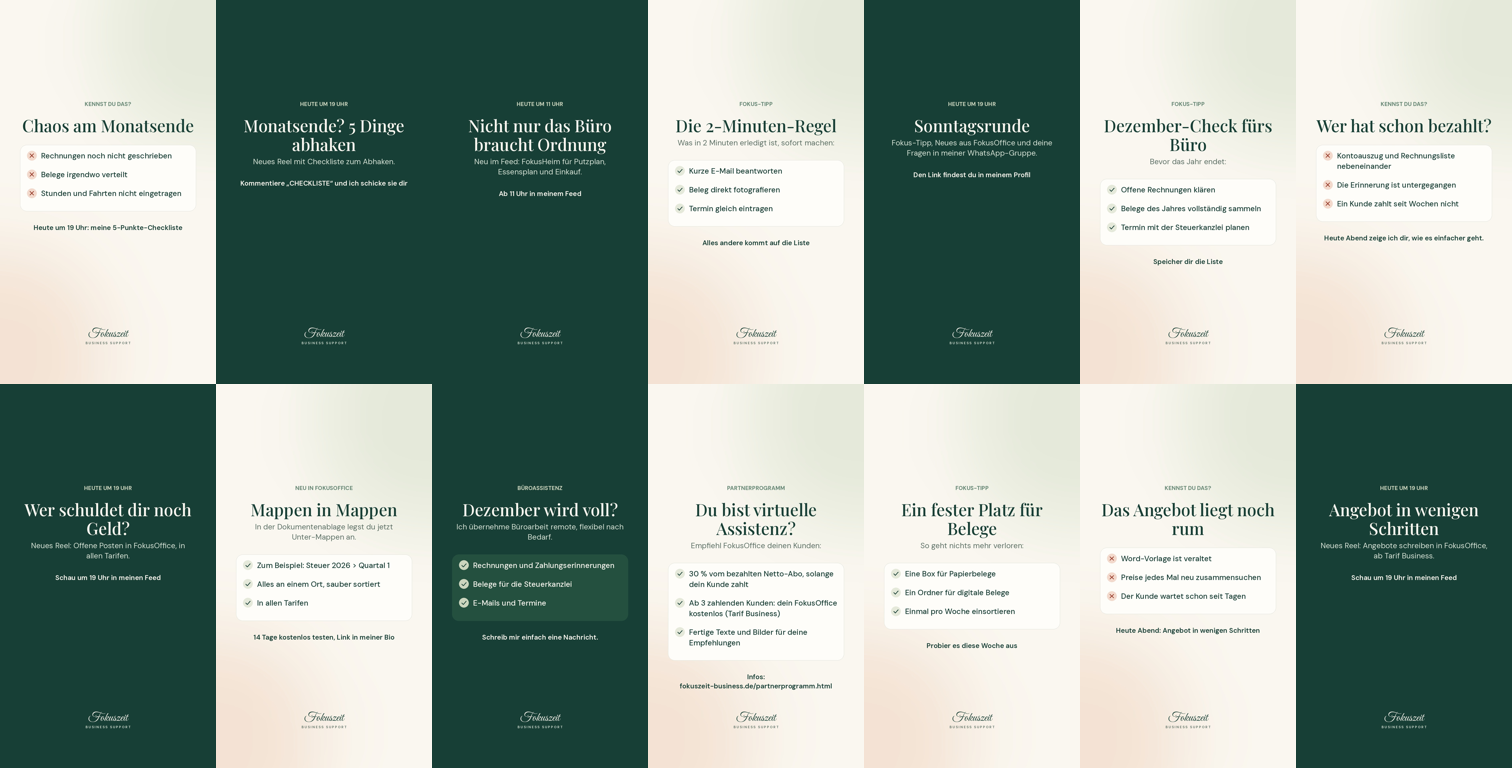 KENNST DU DAS?
Chaos am Monatsende
Rechnungen noch nicht geschrieben
Belege irgendwo verteilt
Stunden und Fahrten nicht eingetragen
Heute um 19 Uhr: meine 5-Punkte-Checkliste
Fokuszeit
BUSINESS SUPPORT
HEUTE UM 19 UHR
Monatsende? 5 Dinge
abhaken
Neues Reel mit Checkliste zum Abhaken.
Kommentiere „CHECKLISTE“ und ich schicke sie dir
Fokuszeit
BUSINESS SUPPORT
HEUTE UM 11 UHR
Nicht nur das Büro
braucht Ordnung
Neu im Feed: FokusHeim für Putzplan,
Essensplan und Einkauf.
Ab 11 Uhr in meinem Feed
Fokuszeit
BUSINESS SUPPORT
FOKUS-TIPP
Die 2-Minuten-Regel
Was in 2 Minuten erledigt ist, sofort machen:
Kurze E-Mail beantworten
Beleg direkt fotografieren
Termin gleich eintragen
Alles andere kommt auf die Liste
Fokuszeit
BUSINESS SUPPORT
HEUTE UM 19 UHR
Sonntagsrunde
Fokus-Tipp, Neues aus FokusOffice und deine
Fragen in meiner WhatsApp-Gruppe.
Den Link findest du in meinem Profil
Fokuszeit
BUSINESS SUPPORT
FOKUS-TIPP
Dezember-Check fürs
Büro
Bevor das Jahr endet:
Offene Rechnungen klären
Belege des Jahres vollständig sammeln
Termin mit der Steuerkanzlei planen
Speicher dir die Liste
Fokuszeit
BUSINESS SUPPORT
KENNST DU DAS?
Wer hat schon bezahlt?
Kontoauszug und Rechnungsliste
nebeneinander
Die Erinnerung ist untergegangen
Ein Kunde zahlt seit Wochen nicht
Heute Abend zeige ich dir, wie es einfacher geht.
Fokuszeit
BUSINESS SUPPORT
HEUTE UM 19 UHR
Wer schuldet dir noch
Geld?
Neues Reel: Offene Posten in FokusOffice, in
allen Tarifen.
Schau um 19 Uhr in meinen Feed
Fokuszeit
BUSINESS SUPPORT
NEU IN FOKUSOFFICE
Mappen in Mappen
In der Dokumentenablage legst du jetzt
Unter-Mappen an.
Zum Beispiel: Steuer 2026 > Quartal 1
Alles an einem Ort, sauber sortiert
In allen Tarifen
14 Tage kostenlos testen, Link in meiner Bio
Fokuszeit
BUSINESS SUPPORT
BÜROASSISTENZ
Dezember wird voll?
Ich übernehme Büroarbeit remote, flexibel nach
Bedarf.
Rechnungen und Zahlungserinnerungen
Belege für die Steuerkanzlei
E-Mails und Termine
Schreib mir einfach eine Nachricht.
Fokuszeit
BUSINESS SUPPORT
PARTNERPROGRAMM
Du bist virtuelle
Assistenz?
Empfiehl FokusOffice deinen Kunden:
30 % vom bezahlten Netto-Abo, solange
dein Kunde zahlt
Ab 3 zahlenden Kunden: dein FokusOffice
kostenlos (Tarif Business)
Fertige Texte und Bilder für deine
Empfehlungen
Infos:
fokuszeit-business.de/partnerprogramm.html
Fokuszeit
BUSINESS SUPPORT
FOKUS-TIPP
Ein fester Platz für
Belege
So geht nichts mehr verloren:
Eine Box für Papierbelege
Ein Ordner für digitale Belege
Einmal pro Woche einsortieren
Probier es diese Woche aus
Fokuszeit
BUSINESS SUPPORT
KENNST DU DAS?
Das Angebot liegt noch
rum
Word-Vorlage ist veraltet
Preise jedes Mal neu zusammensuchen
Der Kunde wartet schon seit Tagen
Heute Abend: Angebot in wenigen Schritten
Fokuszeit
BUSINESS SUPPORT
HEUTE UM 19 UHR
Angebot in wenigen
Schritten
Neues Reel: Angebote schreiben in FokusOffice,
ab Tarif Business.
Schau um 19 Uhr in meinen Feed
Fokuszeit
BUSINESS SUPPORT